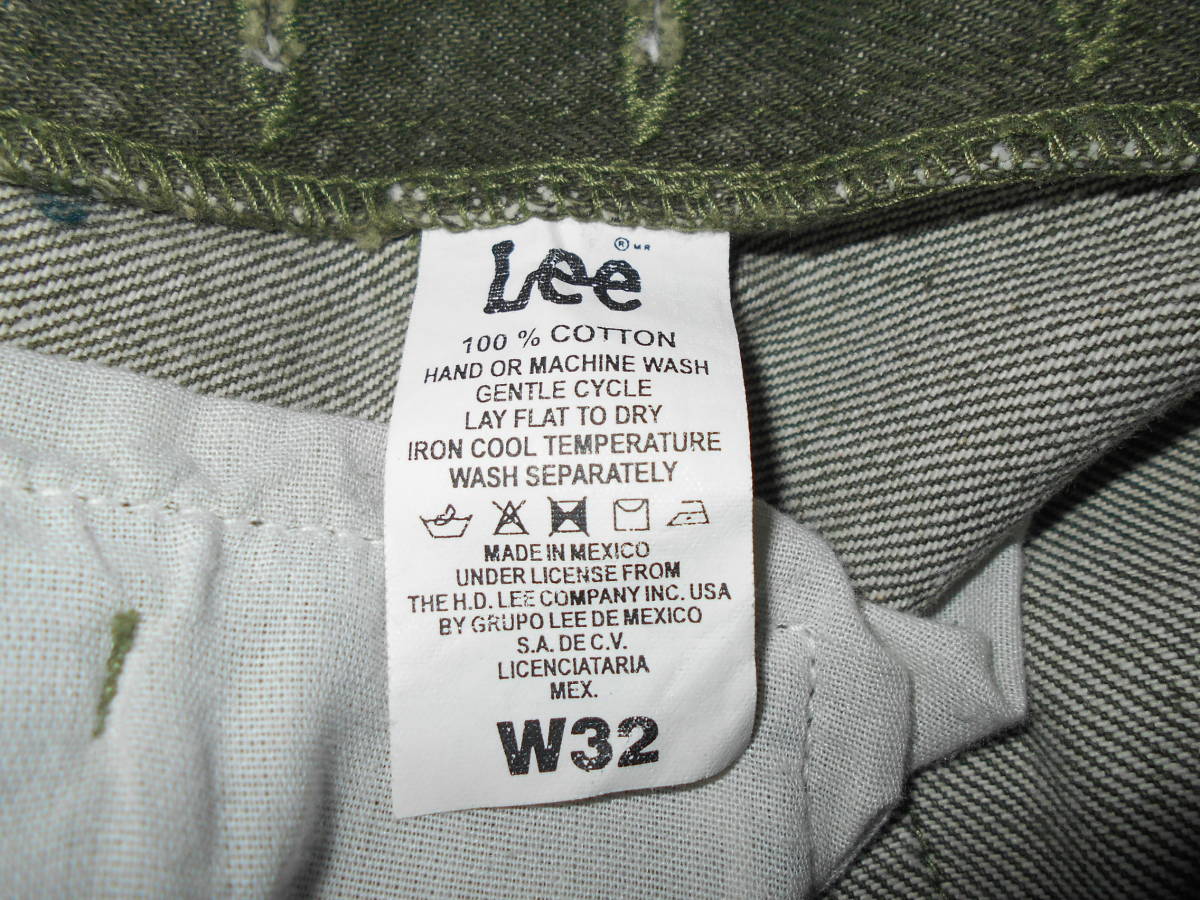 Lee ® MR
100 % COTTON
HAND OR MACHINE WASH
GENTLE CYCLE
LAY FLAT TO DRY
IRON COOL TEMPERATURE
WASH SEPARATELY
MADE IN MEXICO
UNDER LICENSE FROM
THE H.D. LEE COMPANY INC. USA
BY GRUPO LEE DE MEXICO
S.A. DE C.V.
LICENCIATARIA
MEX.
W32